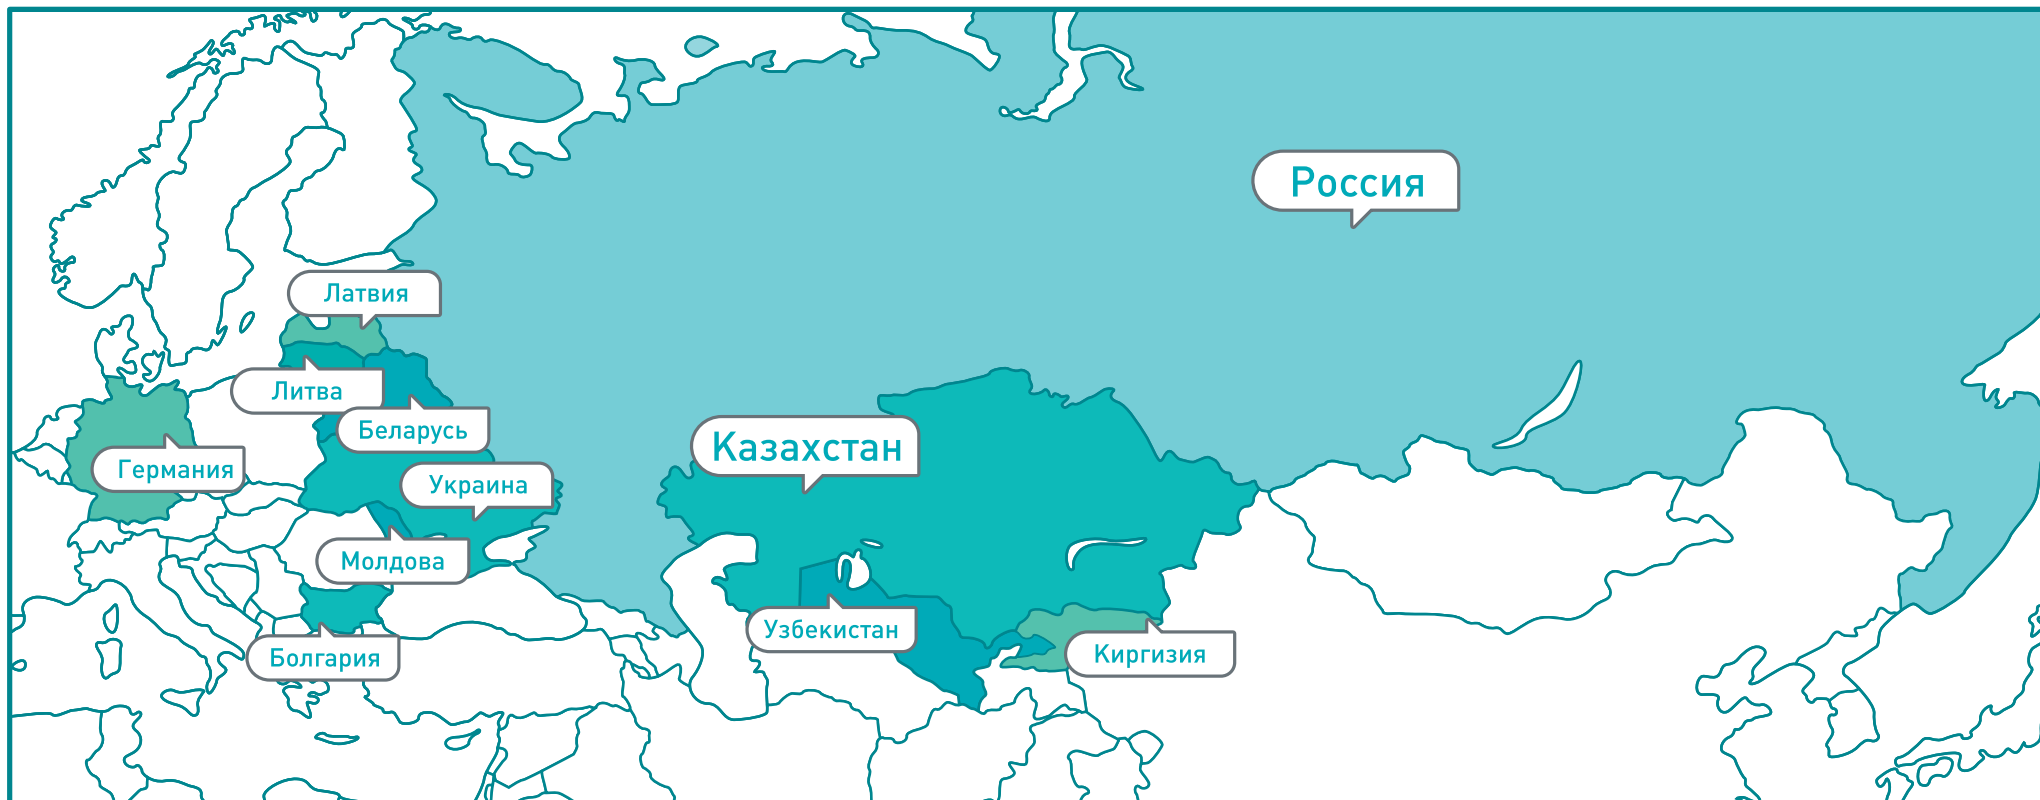 Россия
Латвия
Литва
Беларусь
Казахстан
Германия
Украина
Молдова
Узбекистан
Болгария
Киргизия